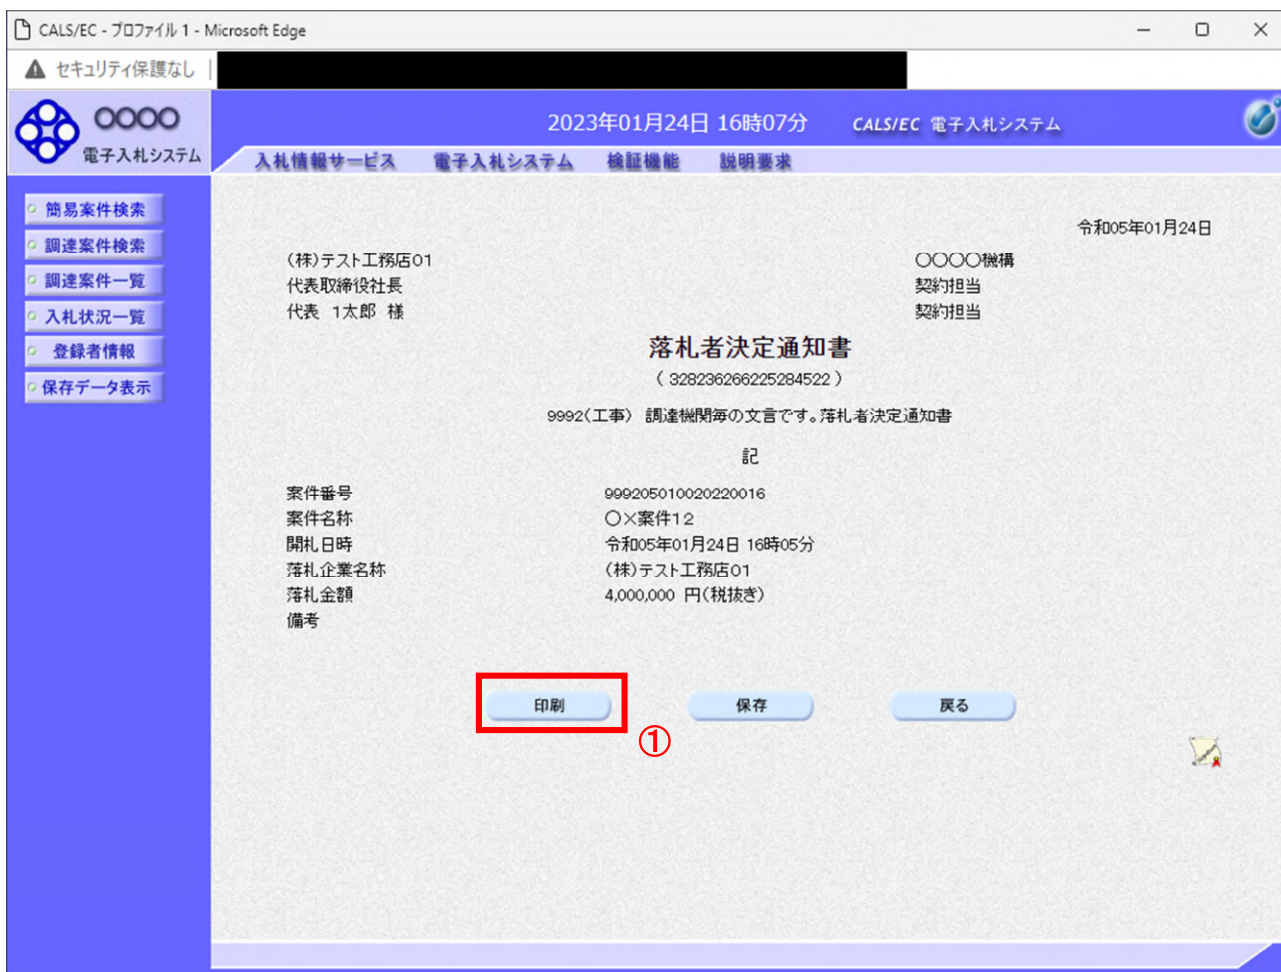 CALS/EC - プロファイル 1 - Microsoft Edge
セキュリティ保護なし
〇〇〇〇
電子入札システム
2023年01月24日 16時07分
CALS/EC 電子入札システム
入札情報サービス 電子入札システム 検証機能 説明要求
簡易案件検索
調達案件検索
調達案件一覧
入札状況一覧
登録者情報
保存データ表示
令和05年01月24日
(株)テスト工務店01
代表取締役社長
代表 1太郎 様
〇〇〇〇機構
契約担当
契約担当
落札者決定通知書
( 328236266225284522 )
9992(工事) 調達機関毎の文言です。落札者決定通知書
記
案件番号 999205010020220016
案件名称 〇×案件12
開札日時 令和05年01月24日 16時05分
落札企業名称 (株)テスト工務店01
落札金額 4,000,000 円(税抜き)
備考
印刷 保存 戻る
①